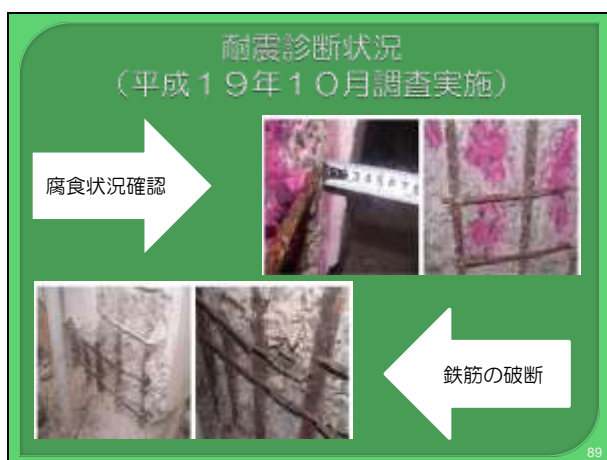 耐震診断状況
（平成１９年１０月調査実施）
腐食状況確認
鉄筋の破断
89